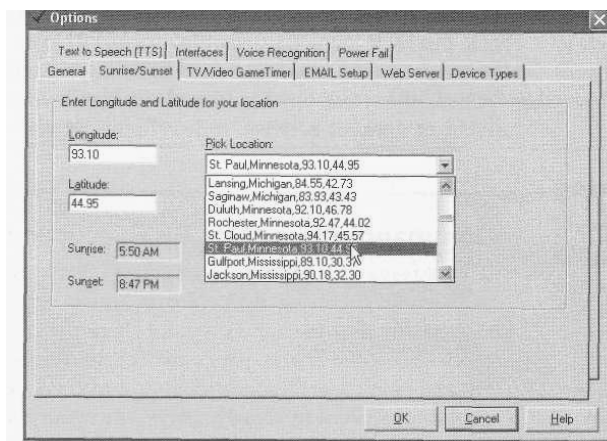 Options
Text to Speech (TTS) Interfaces Voice Recognition Power Fail
General Sunrise/Sunset TV/Video GameTimer EMAIL Setup Web Server Device Types
Enter Longitude and Latitude for your location
Longitude:
93.10
Pick Location:
St. Paul,Minnesota,93.10,44.95
Latitude:
44.95
Lansing,Michigan,84.55,42.73
Saginaw,Michigan,83.93,43.43
Duluth,Minnesota,92.10,46.78
Rochester,Minnesota,92.47,44.02
St. Cloud,Minnesota,94.17,45.57
St. Paul,Minnesota,93.10,44.9
Gulfport,Mississippi,89.10,30.3
Jackson,Mississippi,90.18,32.30
Sunrise: 5:50 AM
Sunset: 8:47 PM
OK Cancel Help